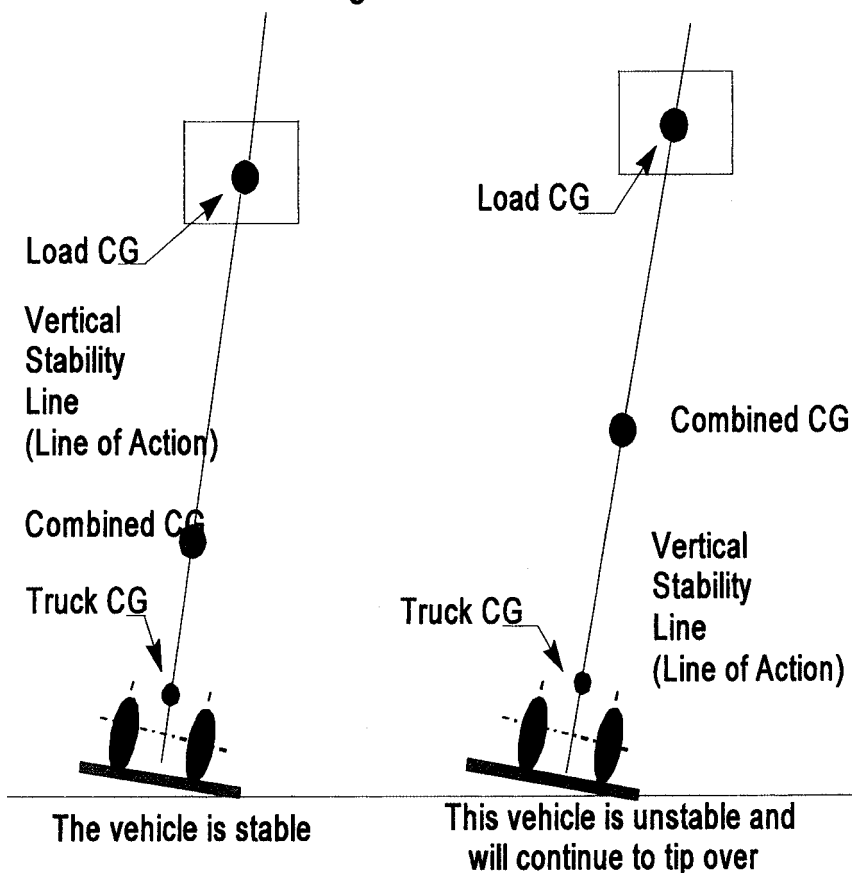 Load CG
Vertical
Stability
Line
(Line of Action)
Combined CG
Truck CG
The vehicle is stable
Load CG
Combined CG
Vertical
Stability
Line
(Line of Action)
Truck CG
This vehicle is unstable and
will continue to tip over